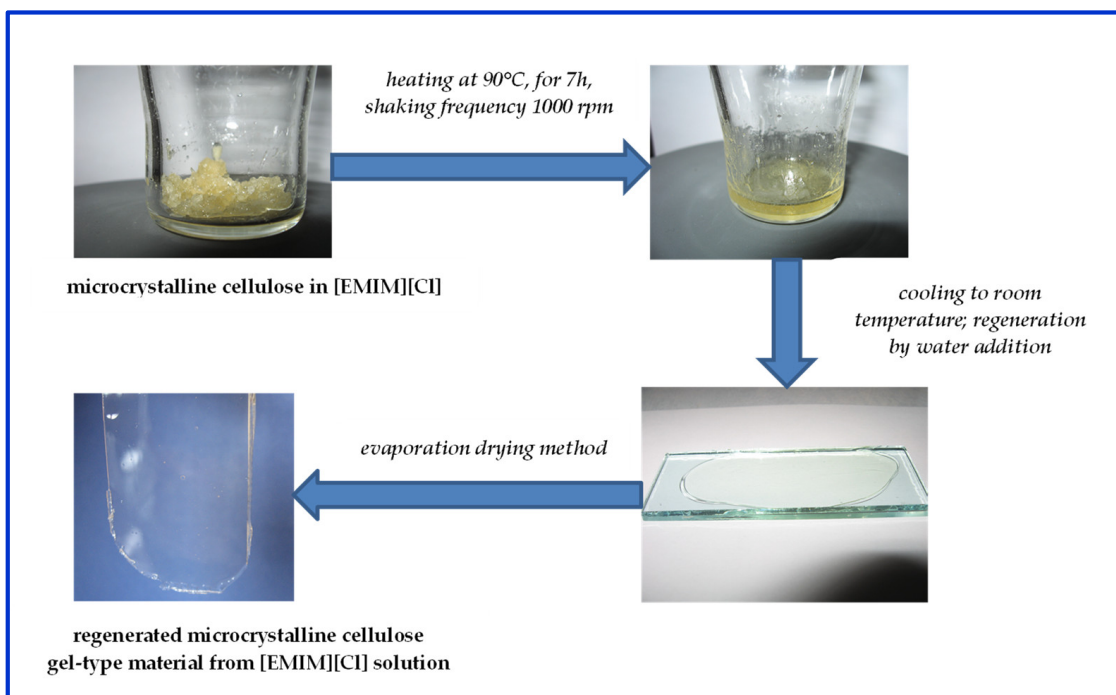 heating at 90°C, for 7h,
shaking frequency 1000 rpm
microcrystalline cellulose in [EMIM][Cl]
cooling to room
temperature; regeneration
by water addition
evaporation drying method
regenerated microcrystalline cellulose
gel-type material from [EMIM][Cl] solution